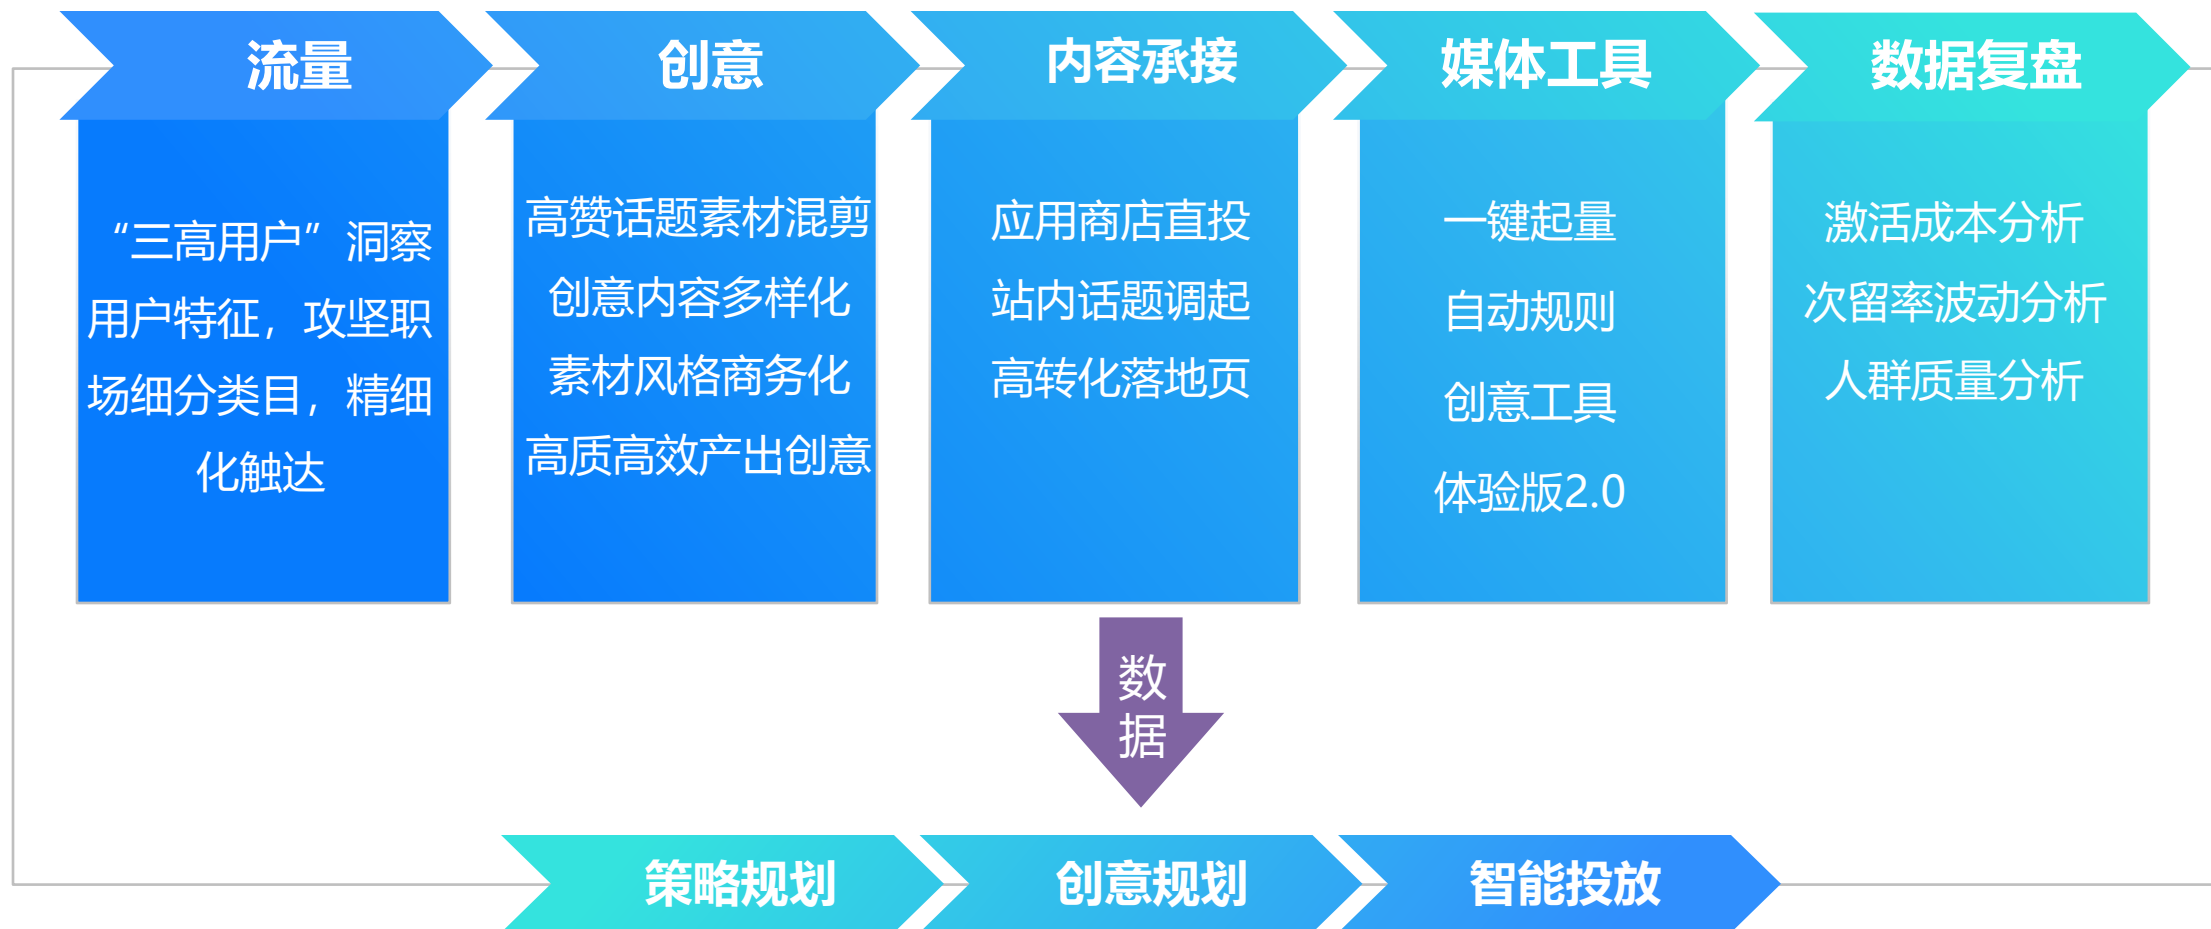 流量
“三高用户”洞察
用户特征，攻坚职
场细分类目，精细
化触达
创意
高赞话题素材混剪
创意内容多样化
素材风格商务化
高质高效产出创意
内容承接
应用商店直投
站内话题调起
高转化落地页
媒体工具
一键起量
自动规则
创意工具
体验版2.0
数据复盘
激活成本分析
次留率波动分析
人群质量分析
数
据
策略规划
创意规划
智能投放